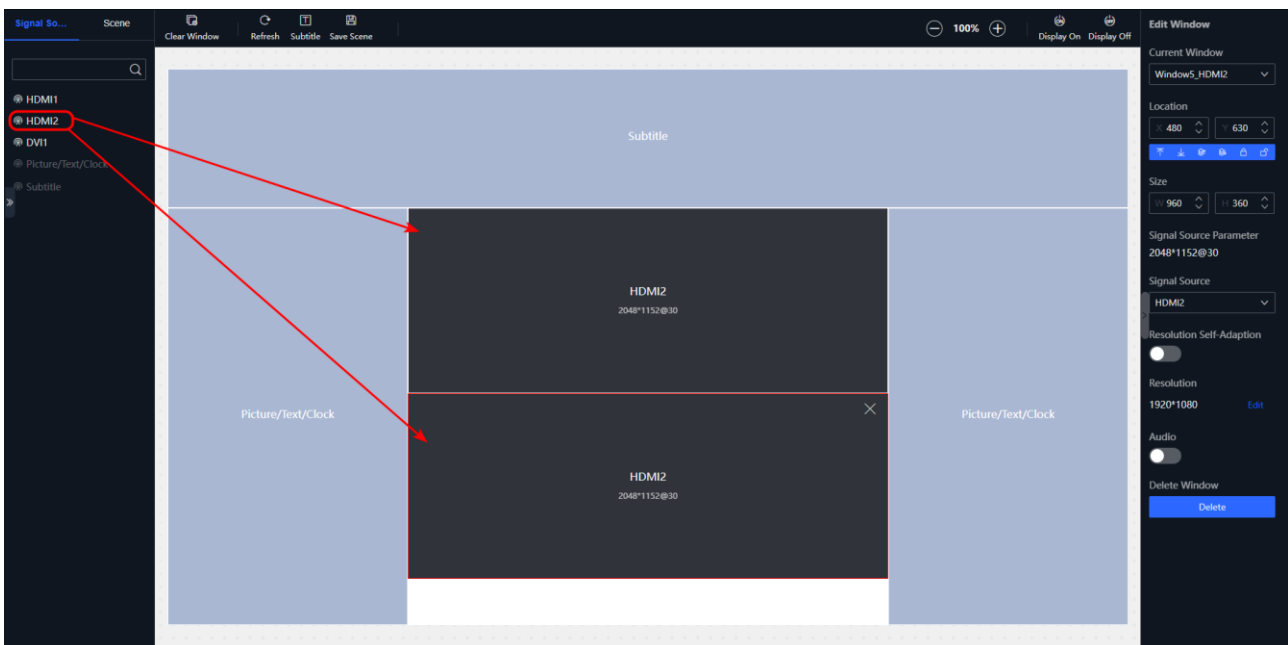 Signal So... Scene
Clear Window Refresh Subtitle Save Scene
100%
Display On Display Off
HDMI1
HDMI2
DVI1
Picture/Text/Clock
Subtitle
Subtitle
Picture/Text/Clock
HDMI2
2048*1152@30
HDMI2
2048*1152@30
Picture/Text/Clock
Edit Window
Current Window
Window5_HDMI2
Location
X 480 Y 630
Size
W 960 H 360
Signal Source Parameter
2048*1152@30
Signal Source
HDMI2
Resolution Self-Adaption
Resolution
1920*1080 Edit
Audio
Delete Window
Delete